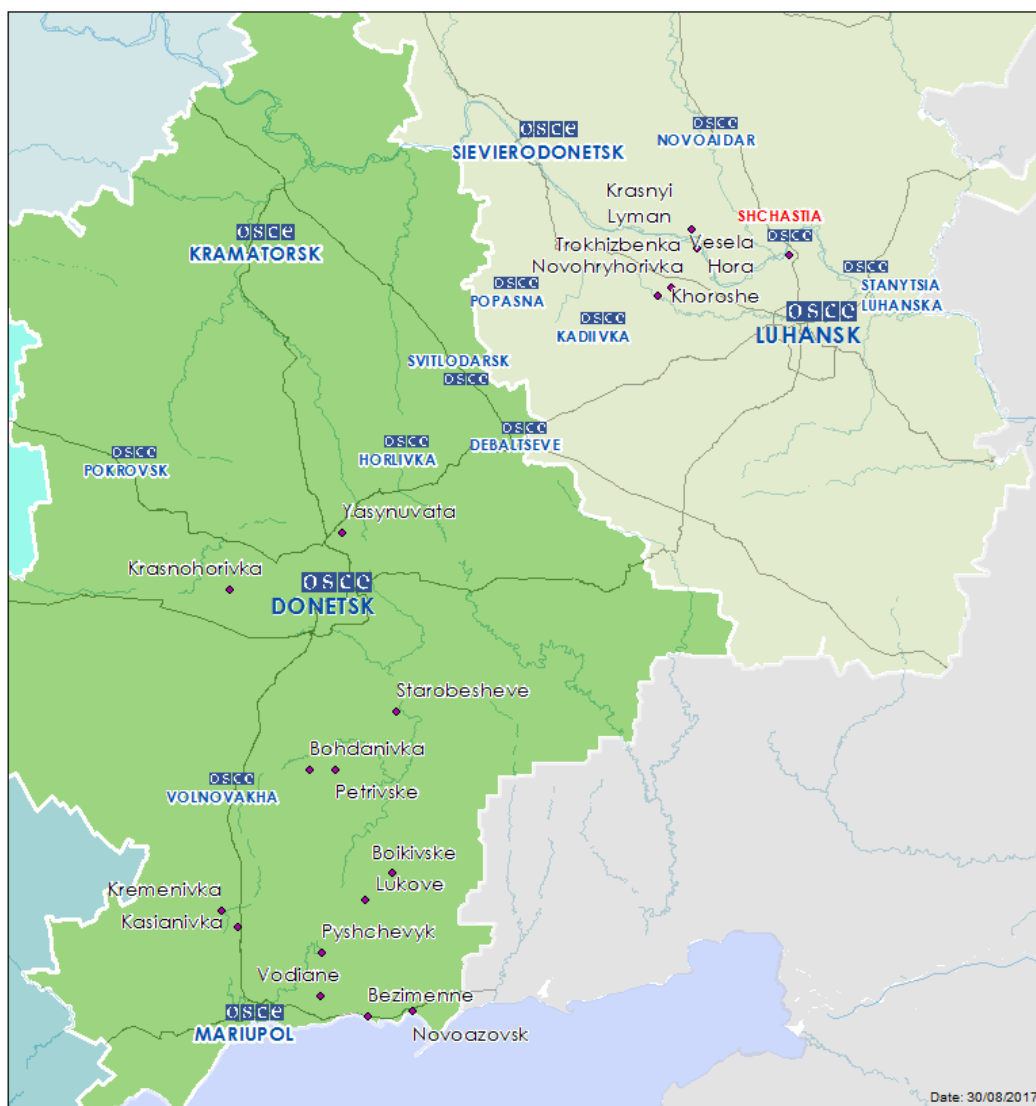 osce
NOVOAIDAR
osce
SIEVIERODONETSK
Krasnyi
Lyman
SHCHASTIA
osce
osce
KRAMATORSK
Trokhizbenka
Vesela
Hora
Novohryhorivka
Khoroshe
osce
STANYTSIA
LUHANSKA
osce
POPASNA
osce
KADIIVKA
osce
LUHANSK
SVITLODARSK
osce
osce
DEBALTSEVE
osce
HORLIVKA
osce
POKROVSK
Yasynuvata
Krasnohorivka
osce
DONETSK
Starobesheve
Bohdanivka
Petrivske
osce
VOLNOVAKHA
Boikivske
Lukove
Kremenivka
Kasianivka
Pyshchevyk
Vodiane
Bezimenne
osce
MARIUPOL
Novoazovsk
Date: 30/08/2017